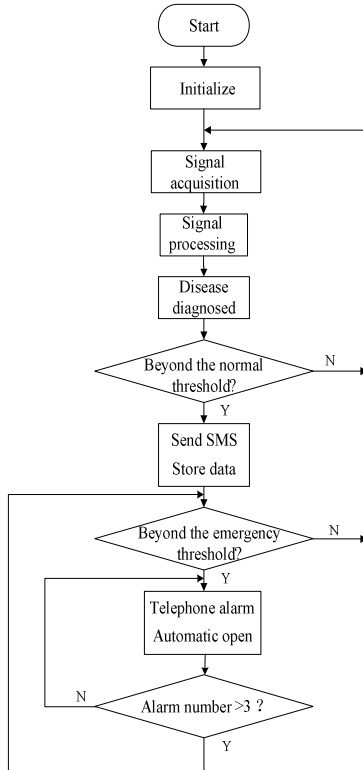 Start
Initialize
Signal
acquisition
Signal
processing
Disease
diagnosed
Beyond the normal
threshold?
N
Y
Send SMS
Store data
Beyond the emergency
threshold?
N
Y
Telephone alarm
Automatic open
Alarm number >3 ?
N
Y